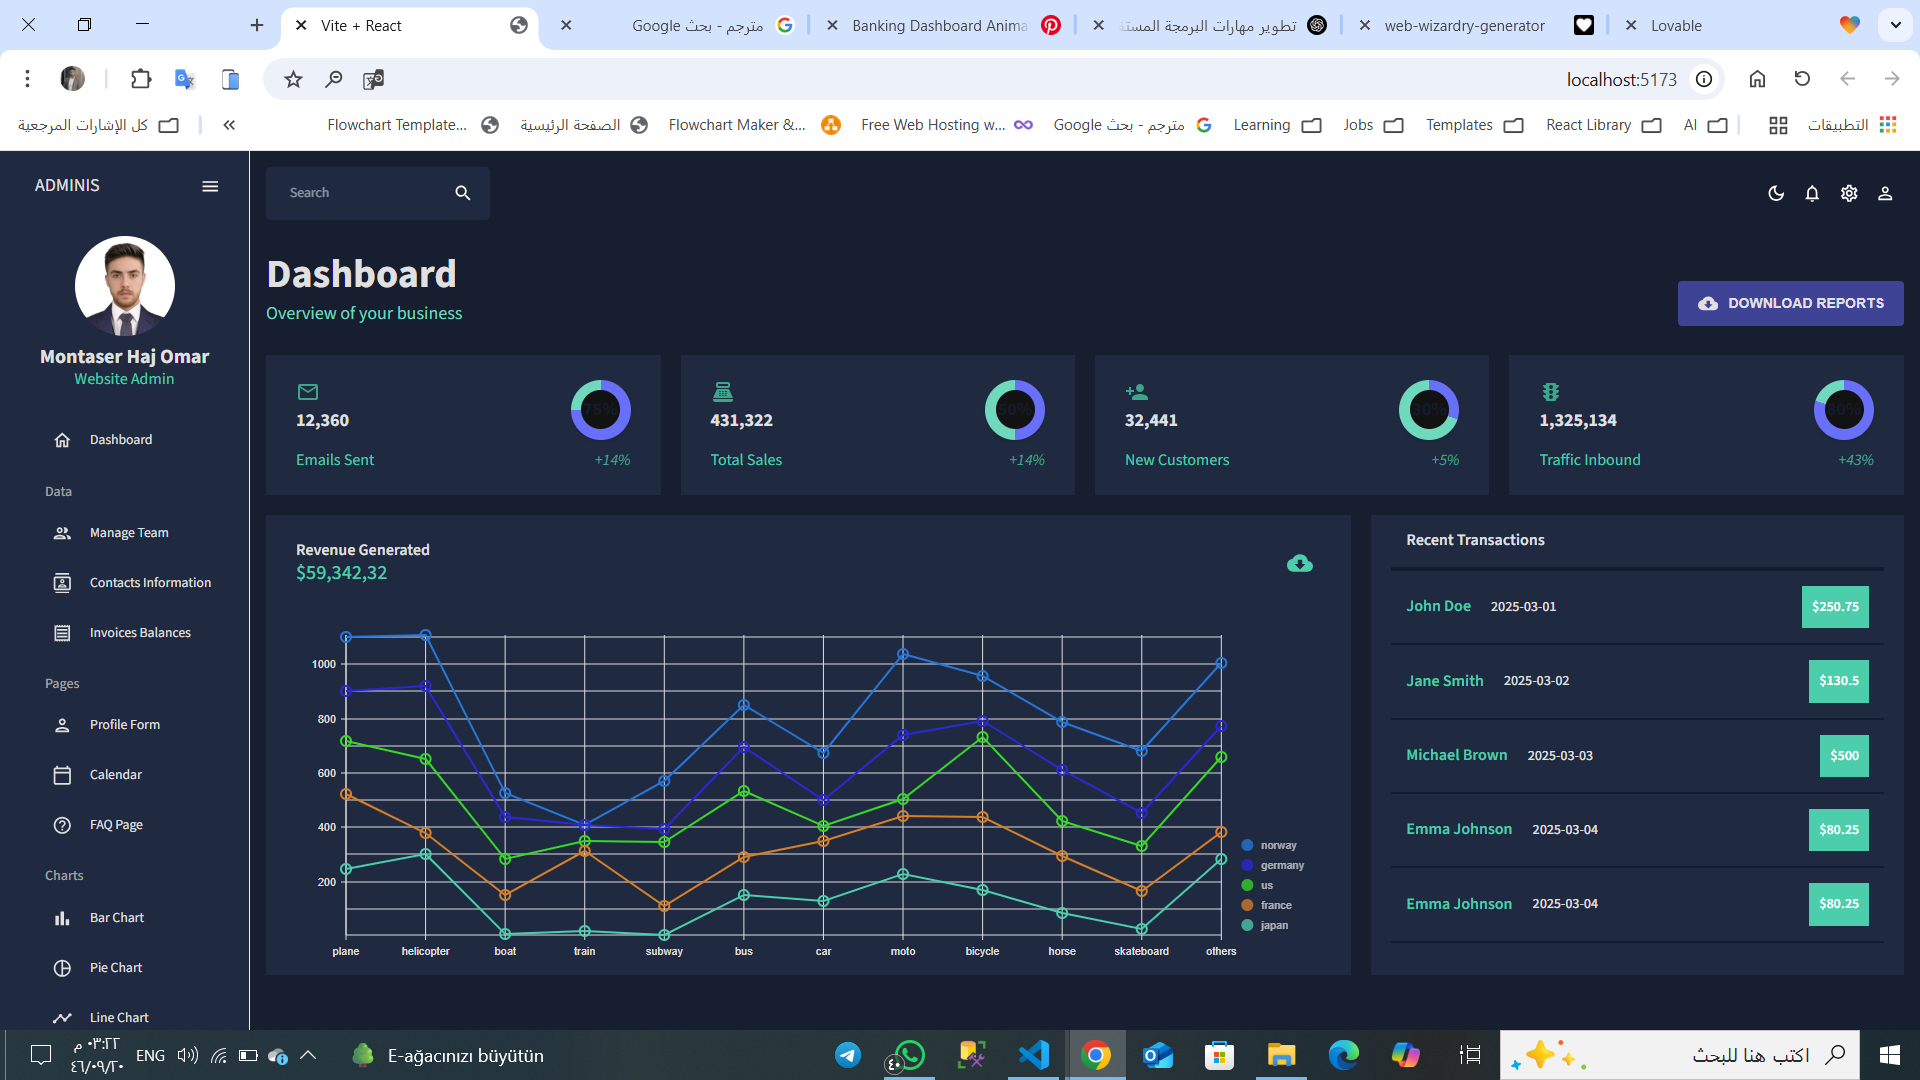 Vite + React
مترجم - بحث Google
Banking Dashboard Anima
تطوير مهارات البرمجة المستق
web-wizardry-generator
Lovable
localhost:5173
كل الإشارات المرجعية
Flowchart Template...
الصفحة الرئيسية
Flowchart Maker &...
Free Web Hosting w...
مترجم - بحث Google
Learning
Jobs
Templates
React Library
AI
التطبيقات
ADMINIS
Search
Montaser Haj Omar
Website Admin
Dashboard
Data
Manage Team
Contacts Information
Invoices Balances
Pages
Profile Form
Calendar
FAQ Page
Charts
Bar Chart
Pie Chart
Line Chart
Dashboard
Overview of your business
DOWNLOAD REPORTS
12,360
75%
Emails Sent
+14%
431,322
50%
Total Sales
+14%
32,441
30%
New Customers
+5%
1,325,134
80%
Traffic Inbound
+43%
Revenue Generated
$59,342,32
1000
800
600
400
200
plane
helicopter
boat
train
subway
bus
car
moto
bicycle
horse
skateboard
others
norway
germany
us
france
japan
Recent Transactions
John Doe 2025-03-01 $250.75
Jane Smith 2025-03-02 $130.5
Michael Brown 2025-03-03 $500
Emma Johnson 2025-03-04 $80.25
Emma Johnson 2025-03-04 $80.25
٠٣:٢٢ م
٤٦/٠٩/٢٠
ENG
E-ağacınızı büyütün
٤٠
اكتب هنا للبحث